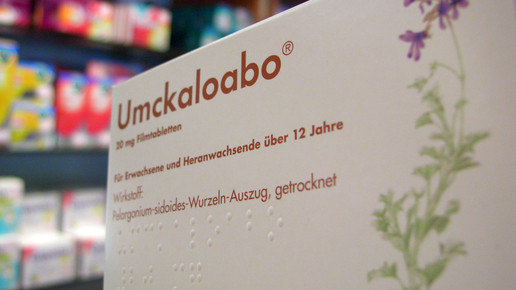 Umckaloabo®
20 mg Filmtabletten
Für Erwachsene und Heranwachsende über 12 Jahre
Wirkstoff:
Pelargonium-sidoides-Wurzeln-Auszug, getrocknet